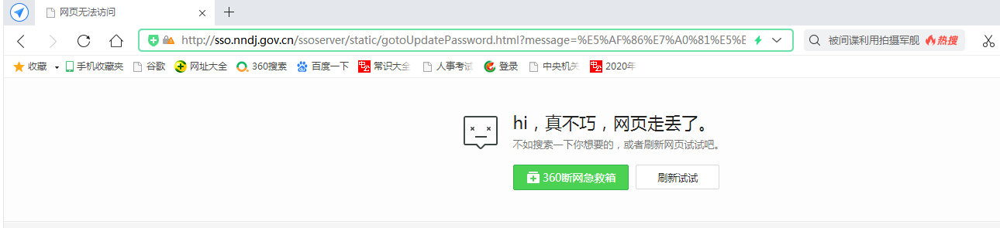 网页无法访问
http://sso.nndj.gov.cn/ssoserver/static/gotoUpdatePassword.html?message=%E5%AF%86%E7%A0%81%E5%E
被间谍利用拍摄军舰 热搜
收藏 手机收藏夹 谷歌 网址大全 360搜索 百度一下 常识大全 人事考试 登录 中央机关 2020年
hi，真不巧，网页走丢了。
不如搜索一下你想要的，或者刷新网页试试吧。
360断网急救箱 刷新试试